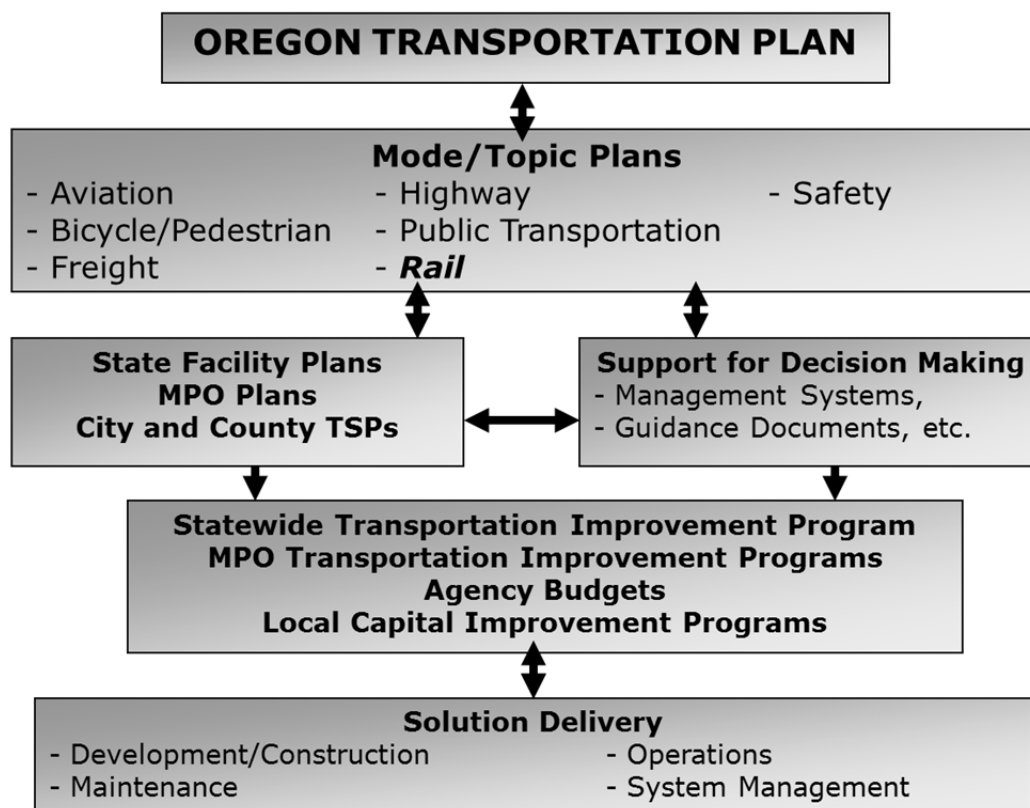 OREGON TRANSPORTATION PLAN
Mode/Topic Plans
- Aviation
- Bicycle/Pedestrian
- Freight
- Highway
- Public Transportation
- Rail
- Safety
State Facility Plans
MPO Plans
City and County TSPs
Support for Decision Making
- Management Systems,
- Guidance Documents, etc.
Statewide Transportation Improvement Program
MPO Transportation Improvement Programs
Agency Budgets
Local Capital Improvement Programs
Solution Delivery
- Development/Construction
- Maintenance
- Operations
- System Management